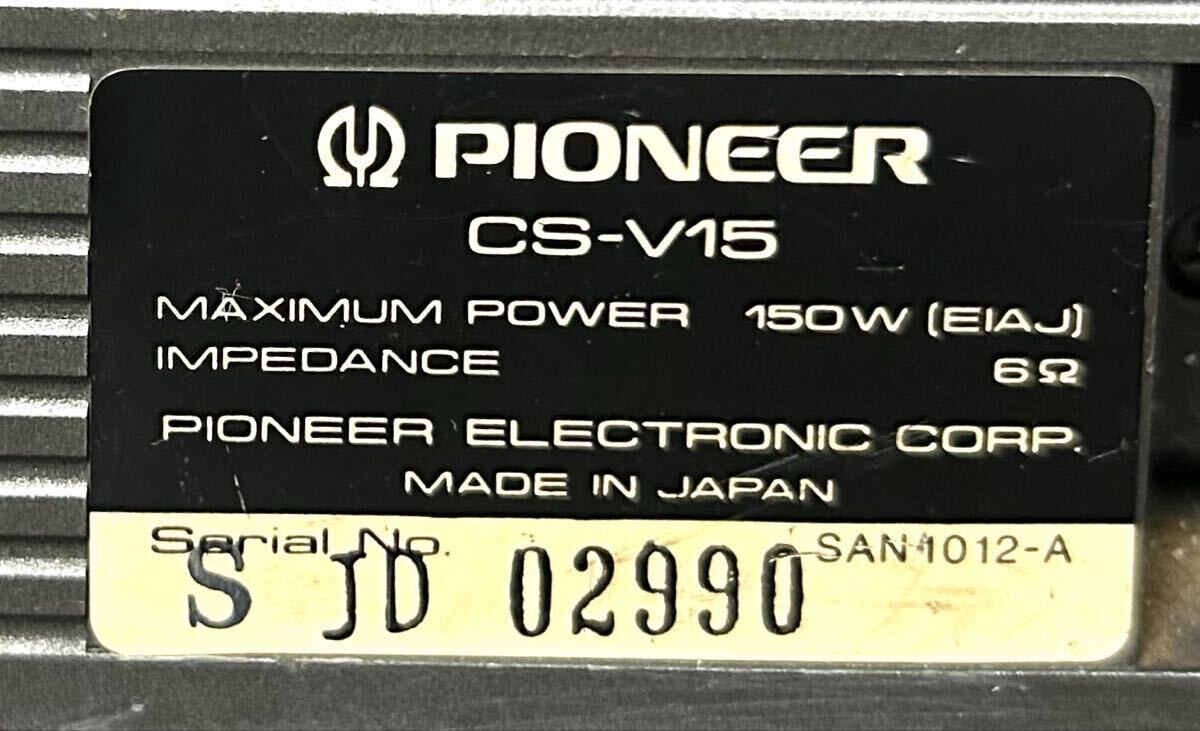 PIONEER
CS-V15
MAXIMUM POWER 150W (EIAJ)
IMPEDANCE 6Ω
PIONEER ELECTRONIC CORP.
MADE IN JAPAN
Serial No. SAN1012-A
S JD 02990